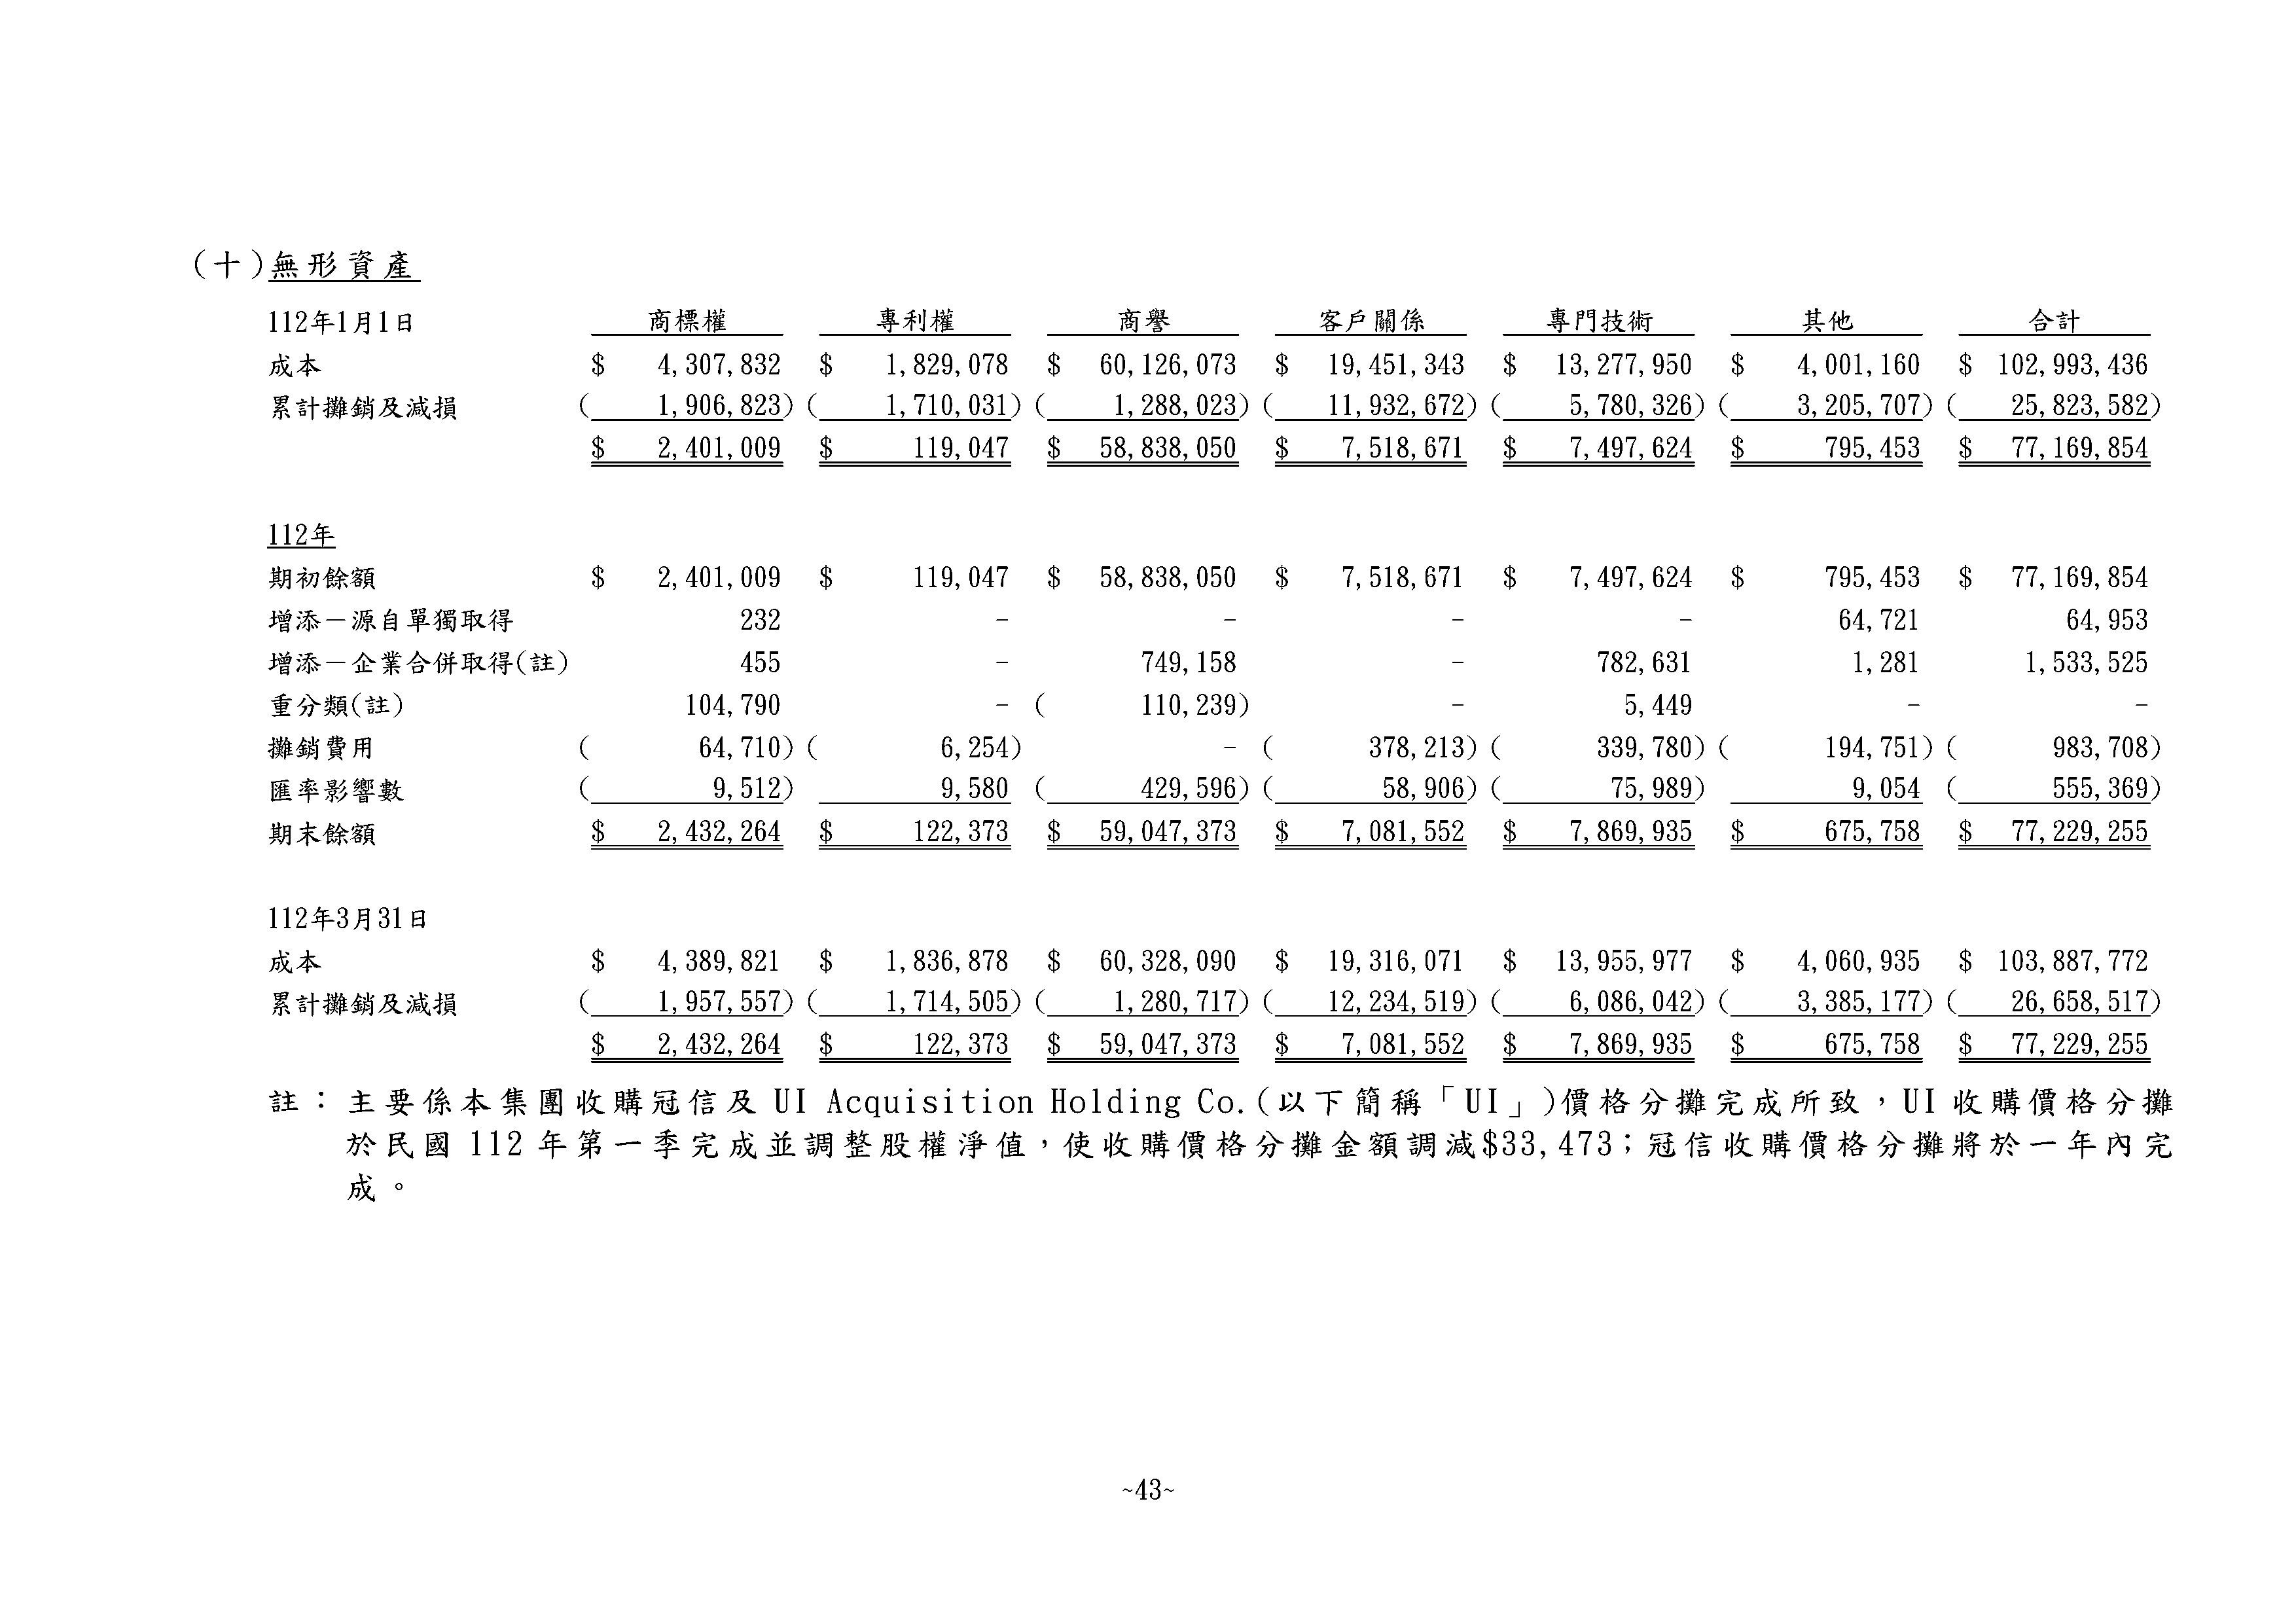 (十)無形資產
112年1月1日 商標權 專利權 商譽 客戶關係 專門技術 其他 合計
成本 $ 4,307,832 $ 1,829,078 $ 60,126,073 $ 19,451,343 $ 13,277,950 $ 4,001,160 $ 102,993,436
累計攤銷及減損 ( 1,906,823) ( 1,710,031) ( 1,288,023) ( 11,932,672) ( 5,780,326) ( 3,205,707) ( 25,823,582)
$ 2,401,009 $ 119,047 $ 58,838,050 $ 7,518,671 $ 7,497,624 $ 795,453 $ 77,169,854
112年
期初餘額 $ 2,401,009 $ 119,047 $ 58,838,050 $ 7,518,671 $ 7,497,624 $ 795,453 $ 77,169,854
增添－源自單獨取得 232 - - - - 64,721 64,953
增添－企業合併取得(註) 455 - 749,158 - 782,631 1,281 1,533,525
重分類(註) 104,790 - ( 110,239) - 5,449 - -
攤銷費用 ( 64,710) ( 6,254) - ( 378,213) ( 339,780) ( 194,751) ( 983,708)
匯率影響數 ( 9,512) 9,580 ( 429,596) ( 58,906) ( 75,989) 9,054 ( 555,369)
期末餘額 $ 2,432,264 $ 122,373 $ 59,047,373 $ 7,081,552 $ 7,869,935 $ 675,758 $ 77,229,255
112年3月31日
成本 $ 4,389,821 $ 1,836,878 $ 60,328,090 $ 19,316,071 $ 13,955,977 $ 4,060,935 $ 103,887,772
累計攤銷及減損 ( 1,957,557) ( 1,714,505) ( 1,280,717) ( 12,234,519) ( 6,086,042) ( 3,385,177) ( 26,658,517)
$ 2,432,264 $ 122,373 $ 59,047,373 $ 7,081,552 $ 7,869,935 $ 675,758 $ 77,229,255
註：主要係本集團收購冠信及 UI Acquisition Holding Co.(以下簡稱「UI」)價格分攤完成所致，UI 收購價格分攤
於民國 112 年第一季完成並調整股權淨值，使收購價格分攤金額調減$33,473；冠信收購價格分攤將於一年內完
成。
~43~